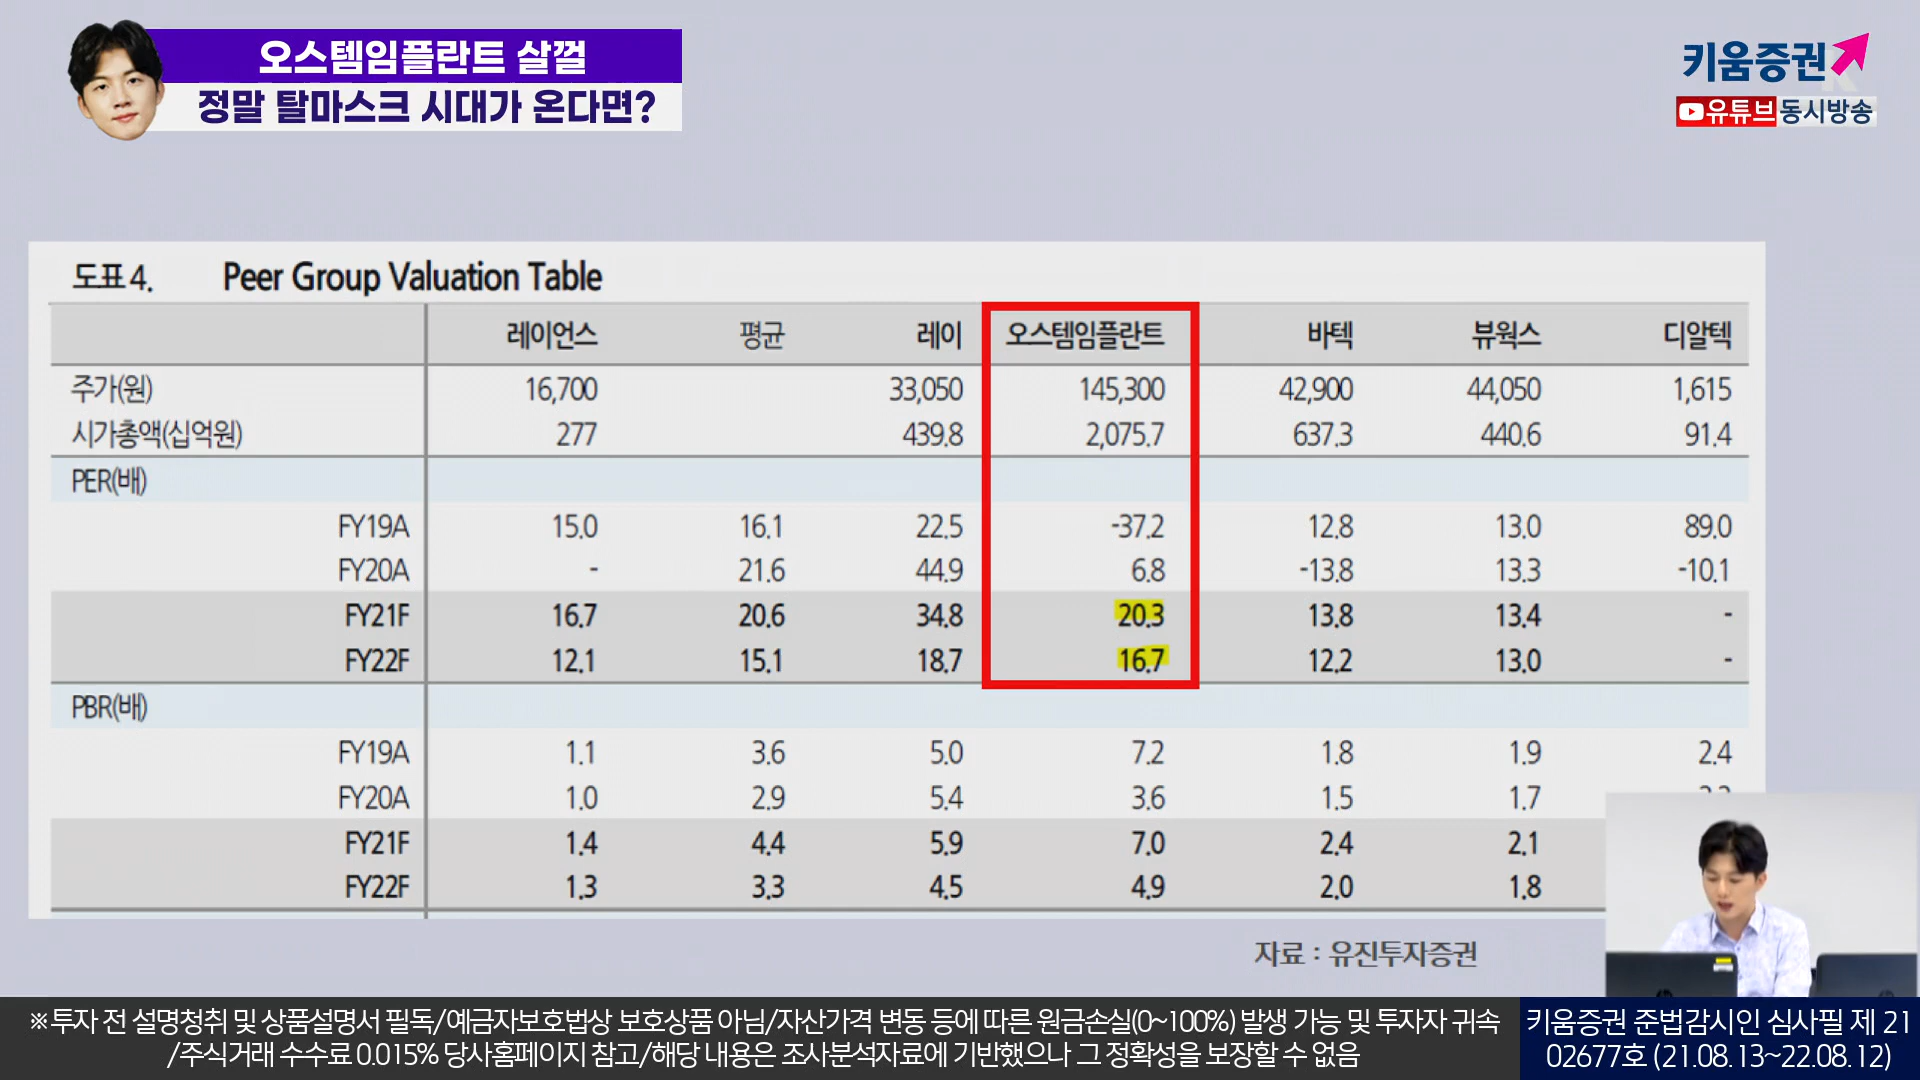 오스템임플란트 살껄
정말 탈마스크 시대가 온다면?
키움증권
유튜브 동시방송
도표 4. Peer Group Valuation Table
레이언스 평균 레이 오스템임플란트 바텍 뷰웍스 디알텍
주가(원) 16,700 33,050 145,300 42,900 44,050 1,615
시가총액(십억원) 277 439.8 2,075.7 637.3 440.6 91.4
PER(배)
FY19A 15.0 16.1 22.5 -37.2 12.8 13.0 89.0
FY20A - 21.6 44.9 6.8 -13.8 13.3 -10.1
FY21F 16.7 20.6 34.8 20.3 13.8 13.4 -
FY22F 12.1 15.1 18.7 16.7 12.2 13.0 -
PBR(배)
FY19A 1.1 3.6 5.0 7.2 1.8 1.9 2.4
FY20A 1.0 2.9 5.4 3.6 1.5 1.7
FY21F 1.4 4.4 5.9 7.0 2.4 2.1
FY22F 1.3 3.3 4.5 4.9 2.0 1.8
자료 : 유진투자증권
※투자 전 설명청취 및 상품설명서 필독/예금자보호법상 보호상품 아님/자산가격 변동 등에 따른 원금손실(0~100%) 발생 가능 및 투자자 귀속
/주식거래 수수료 0.015% 당사홈페이지 참고/해당 내용은 조사분석자료에 기반했으나 그 정확성을 보장할 수 없음
키움증권 준법감시인 심사필 제 21
02677호 (21.08.13~22.08.12)